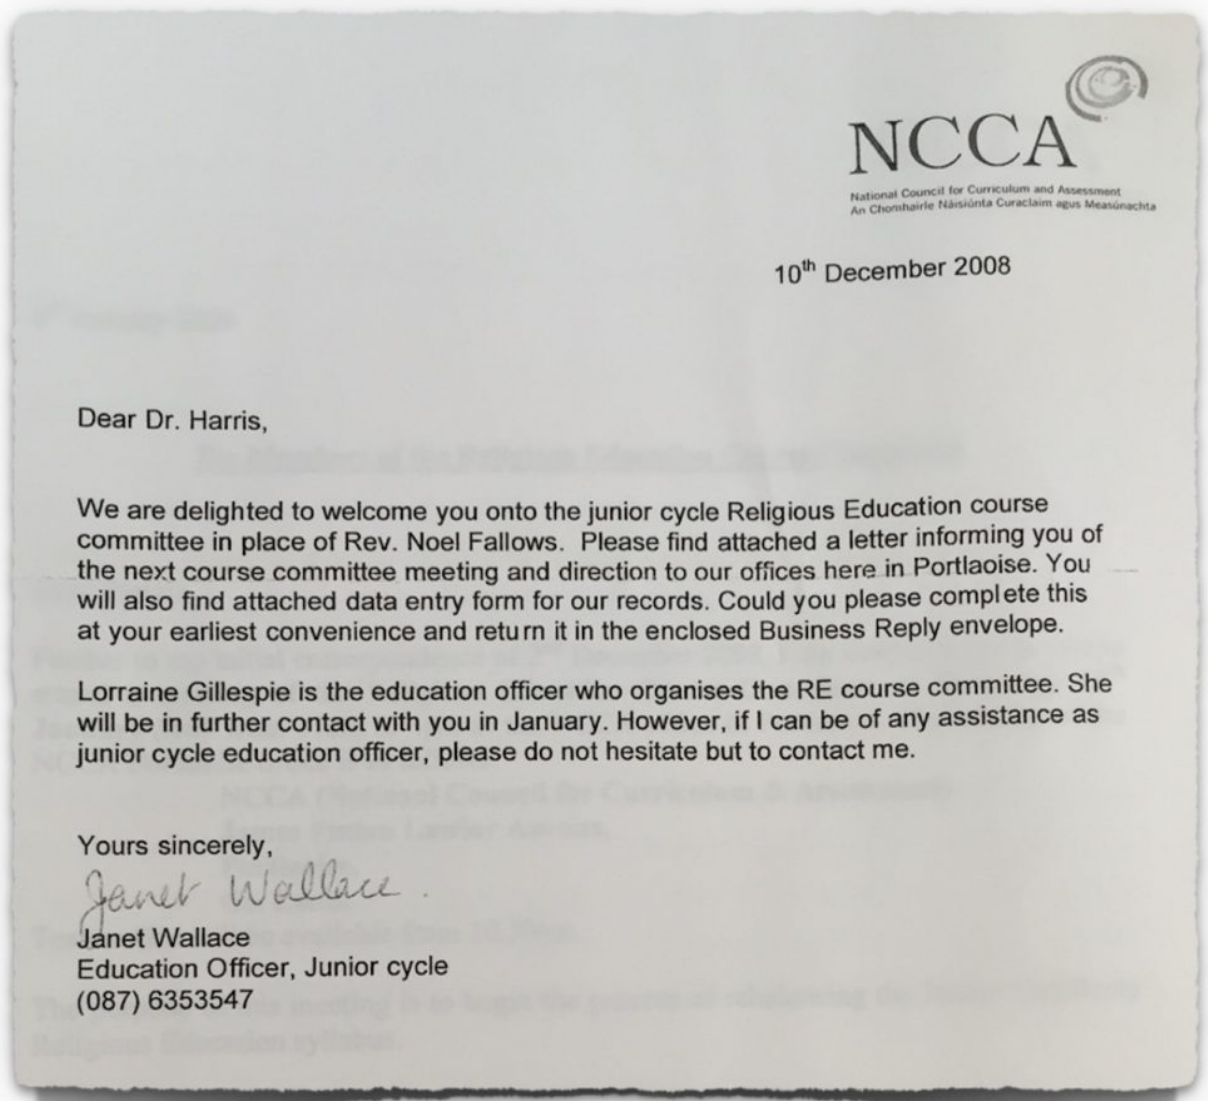 NCCA
National Council for Curriculum and Assessment
An Chomhairle Náisiúnta Curaclaim agus Measúnachta
10th December 2008
Dear Dr. Harris,
We are delighted to welcome you onto the junior cycle Religious Education course
committee in place of Rev. Noel Fallows. Please find attached a letter informing you of
the next course committee meeting and direction to our offices here in Portlaoise. You
will also find attached data entry form for our records. Could you please complete this
at your earliest convenience and return it in the enclosed Business Reply envelope.
Lorraine Gillespie is the education officer who organises the RE course committee. She
will be in further contact with you in January. However, if I can be of any assistance as
junior cycle education officer, please do not hesitate but to contact me.
Yours sincerely,
Janet Wallace.
Janet Wallace
Education Officer, Junior cycle
(087) 6353547